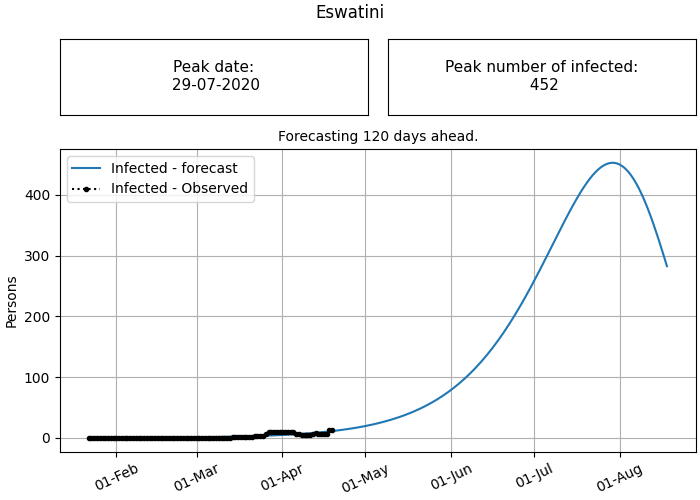 Eswatini
Peak date:
29-07-2020
Peak number of infected:
452
Forecasting 120 days ahead.
Infected - forecast
Infected - Observed
Persons
400
300
200
100
0
01-Feb
01-Mar
01-Apr
01-May
01-Jun
01-Jul
01-Aug